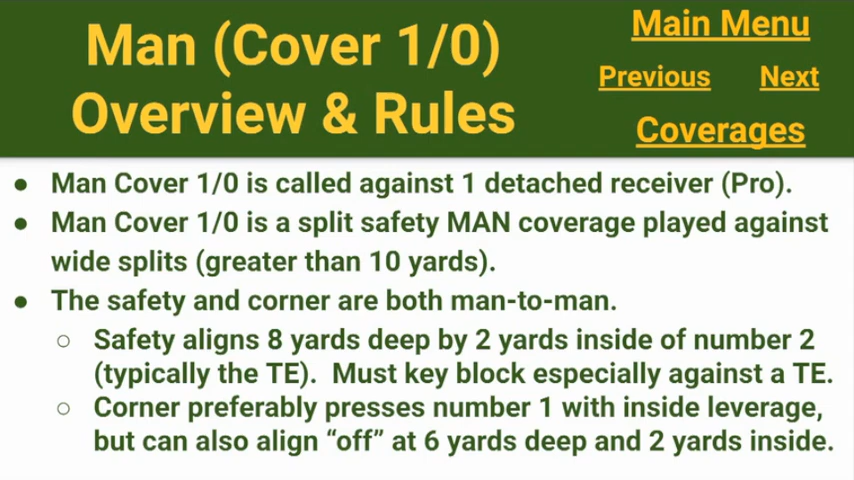 Man (Cover 1/0)
Overview & Rules
Main Menu
Previous Next
Coverages
● Man Cover 1/0 is called against 1 detached receiver (Pro).
● Man Cover 1/0 is a split safety MAN coverage played against
wide splits (greater than 10 yards).
● The safety and corner are both man-to-man.
○ Safety aligns 8 yards deep by 2 yards inside of number 2
(typically the TE). Must key block especially against a TE.
○ Corner preferably presses number 1 with inside leverage,
but can also align “off” at 6 yards deep and 2 yards inside.